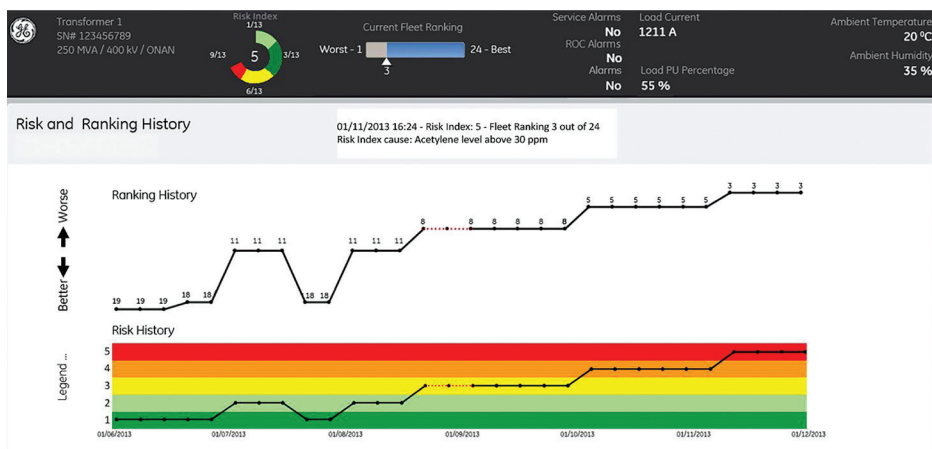 Transformer 1
SN# 123456789
250 MVA / 400 kV / ONAN
Risk Index
1/13
9/13
5
3/13
6/13
Current Fleet Ranking
Worst - 1
24 - Best
3
Service Alarms
No
ROC Alarms
No
Alarms
No
Load Current
1211 A
Load PU Percentage
55 %
Ambient Temperature
20 ⁰C
Ambient Humidity
35 %
Risk and Ranking History
01/11/2013 16:24 - Risk Index: 5 - Fleet Ranking 3 out of 24
Risk Index cause: Acetylene level above 30 ppm
Better Worse
Ranking History
19 19 19 18 18 11 11 11 18 18 11 11 11 8 8 8 8 8 8 5 5 5 5 5 5 3 3 3 3
Risk History
Legend ...
5
4
3
2
1
01/06/2013 01/07/2013 01/08/2013 01/09/2013 01/10/2013 01/11/2013 01/12/2013